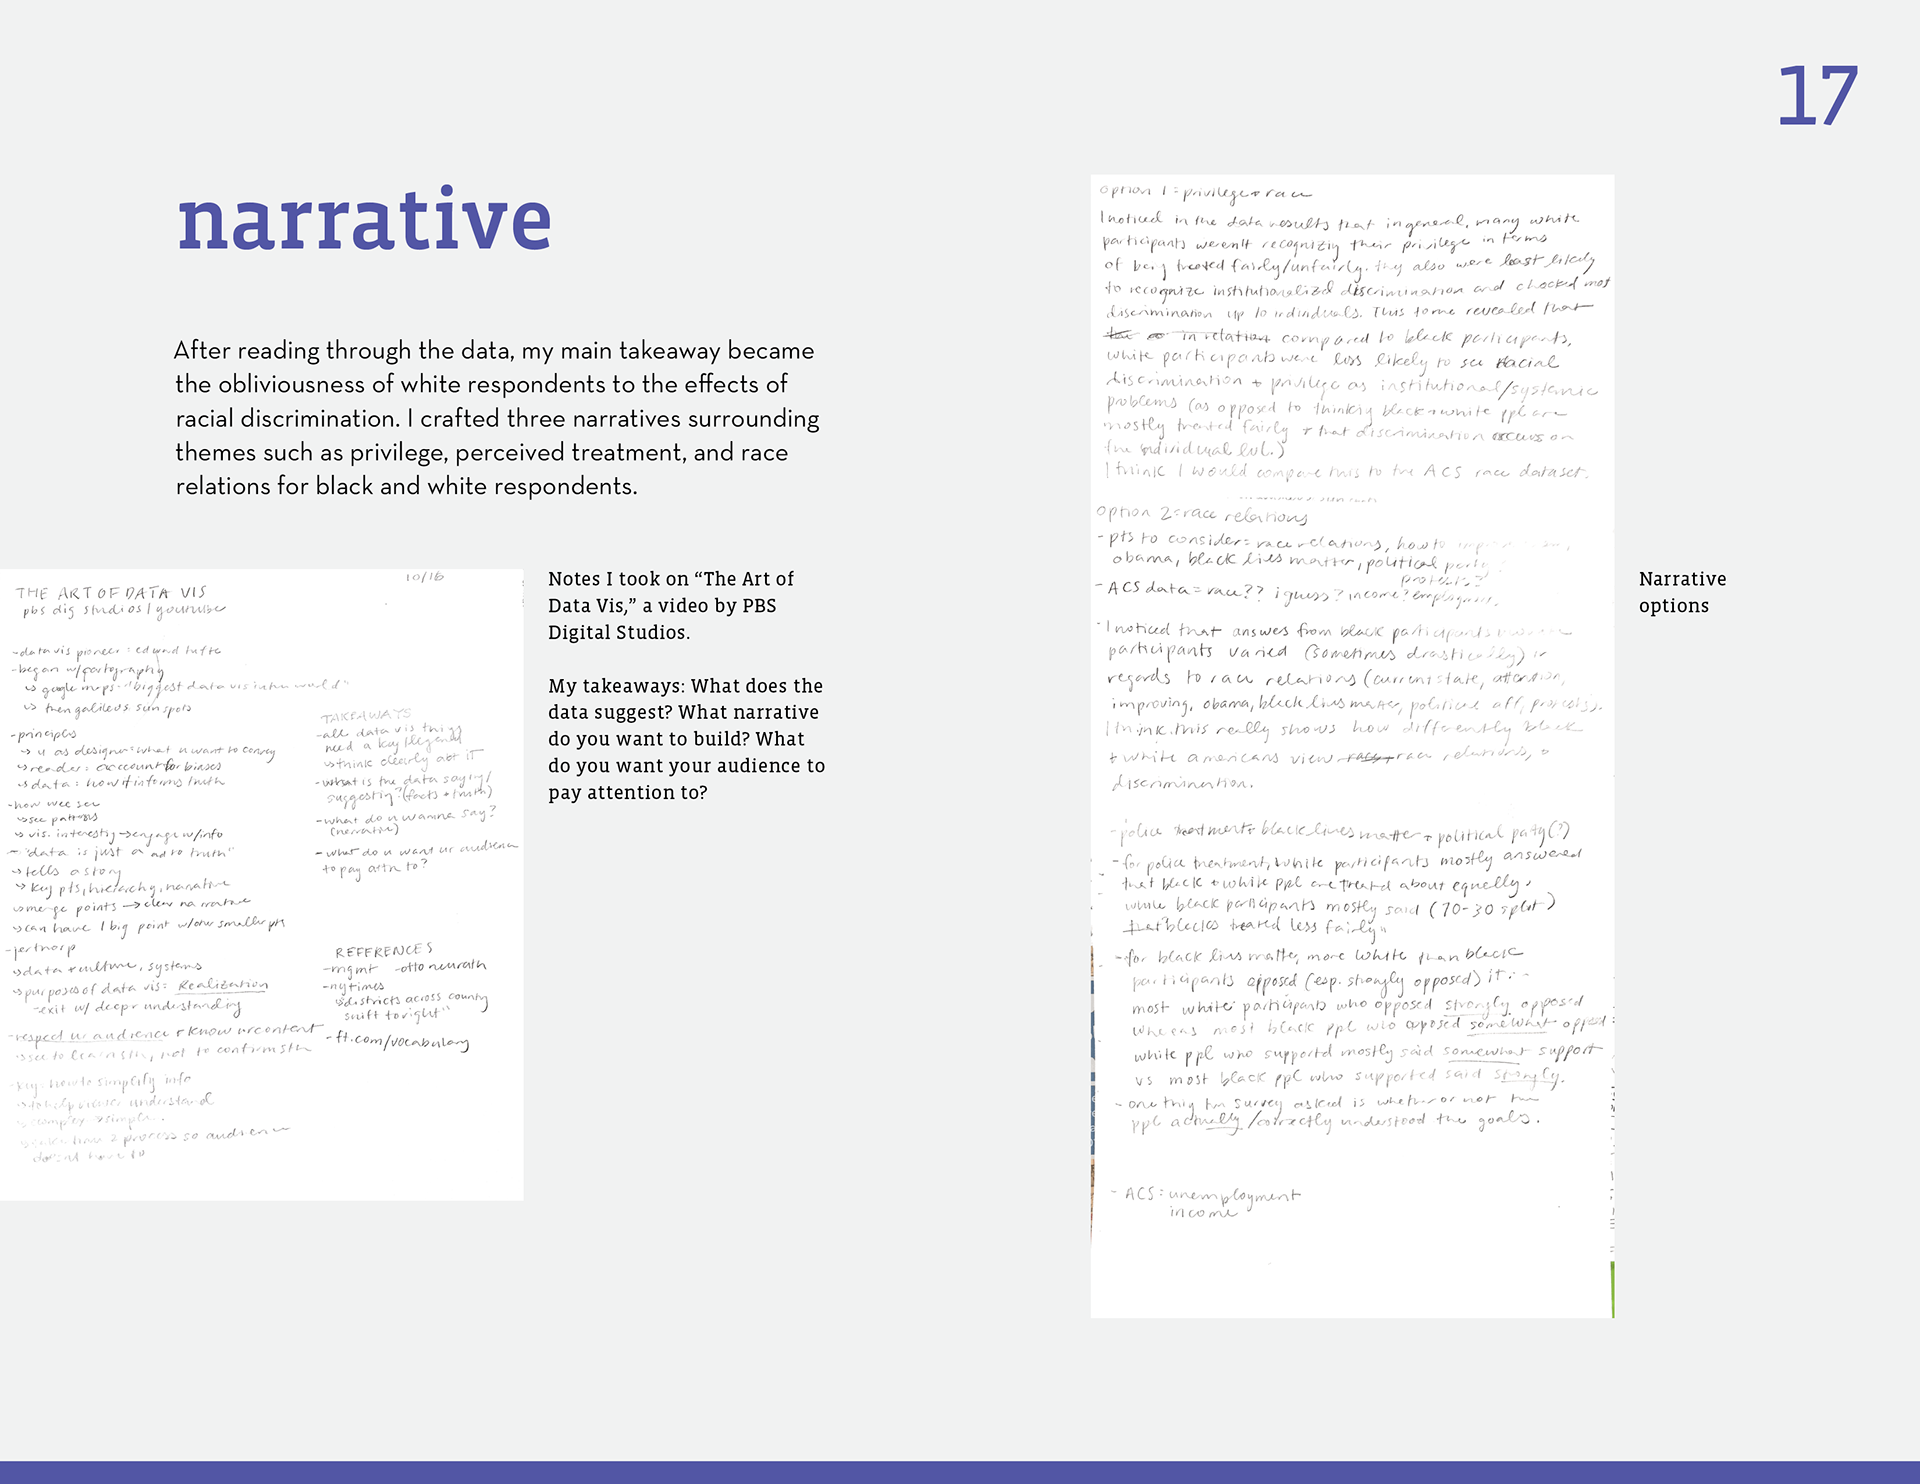 17
narrative
After reading through the data, my main takeaway became
the obliviousness of white respondents to the effects of
racial discrimination. I crafted three narratives surrounding
themes such as privilege, perceived treatment, and race
relations for black and white respondents.
10/16
THE ART OF DATA VIS
pbs dig studios / youtube
-data vis pioneer: edward tufte
-began w/cartography
↳ google maps-"biggest data vis in the world"
↳ then galileo's sun spots
-principles
↳ u as designer=what u want to convey
↳ reader: account for biases
↳ data: how it informs truth
-how we see
↳ see patterns
↳ vis. interesting → engage w/info
- "data is just a to truth"
↳ tells a story
↳ key pts, hierarchy, narrative
↳ merge points → clear narrative
↳ can have 1 big point w/other smaller pts
-jer thorp
↳ data + culture, systems
↳ purposes of data vis: Realization
-exit w/ deeper understanding
-respect ur audience + know ur content
↳ see to learn sth, not to confirm sth
-key: how to simplify info
↳ to help viewer understand
↳ complex → simple.
process so audience
doesn't have to
TAKEAWAYS
-all data vis things
need a key/legend
↳ think clearly abt it
-what is the data saying/
suggesting? (facts + truth)
-what do u wanna say?
(narrative)
-what do u want ur audience
to pay attn to?
REFERENCES
-mgmt -otto neurath
-nytimes
↳ "districts across county
shift to right"
-ft.com/vocabulary
Notes I took on “The Art of
Data Vis,” a video by PBS
Digital Studios.
My takeaways: What does the
data suggest? What narrative
do you want to build? What
do you want your audience to
pay attention to?
option 1 = privilege + race
I noticed in the data results that in general, many white
participants weren't recognizing their privilege in terms
of being treated fairly/unfairly. they also were least likely
to recognize institutionalized discrimination and chocked most
discrimination up to individuals. This to me revealed that
in relation compared to black participants,
white participants were less likely to see racial
discrimination + privilege as institutional/systemic
problems (as opposed to thinking black + white ppl are
mostly treated fairly + that discrimination occurs on
the individual lvl.)
I think I would compare this to the ACS race dataset.
option 2 = race relations
- pts to consider = race relations, how to
obama, black lives matter, political party
protests?
- ACS data = race?? i guess? income? employment.
- I noticed that answers from black participants
participants varied (sometimes drastically) in
regards to race relations (current state, attention,
improving, obama, black lives matter, political aff, protests).
I think this really shows how differently black
+ white americans view race relations, +
discrimination.
- police treatment + black lives matter + political party(?)
- for police treatment, white participants mostly answered
that black + white ppl are treated about equally,
while black participants mostly said (70-30 split)
that blacks treated less fairly.
- for black lives matter, more white than black
participants opposed (esp. strongly opposed) it.
most white participants who opposed strongly opposed
whereas most black ppl who opposed somewhat opposed
white ppl who supported mostly said somewhat support
vs most black ppl who supported said strongly.
- one thing the survey asked is whether or not the
ppl actually/correctly understood the goals.
- ACS = unemployment
income
Narrative
options